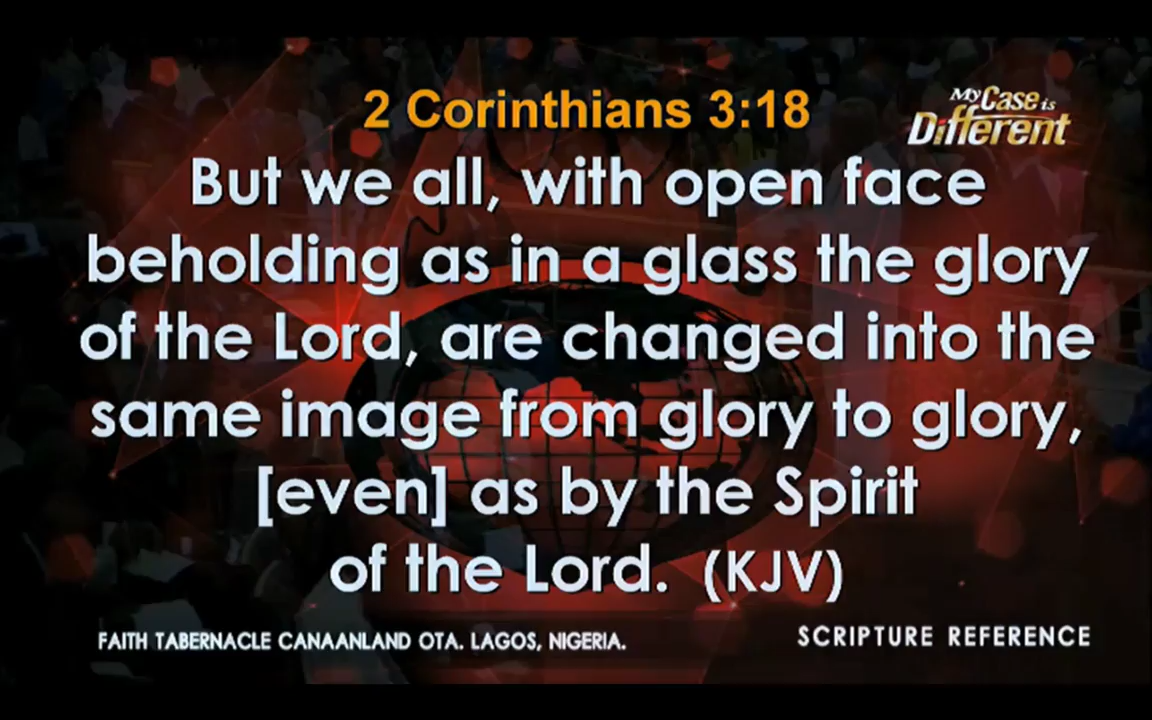 2 Corinthians 3:18
My Case is
Different
But we all, with open face
beholding as in a glass the glory
of the Lord, are changed into the
same image from glory to glory,
[even] as by the Spirit
of the Lord. (KJV)
FAITH TABERNACLE CANAANLAND OTA. LAGOS, NIGERIA.
SCRIPTURE REFERENCE